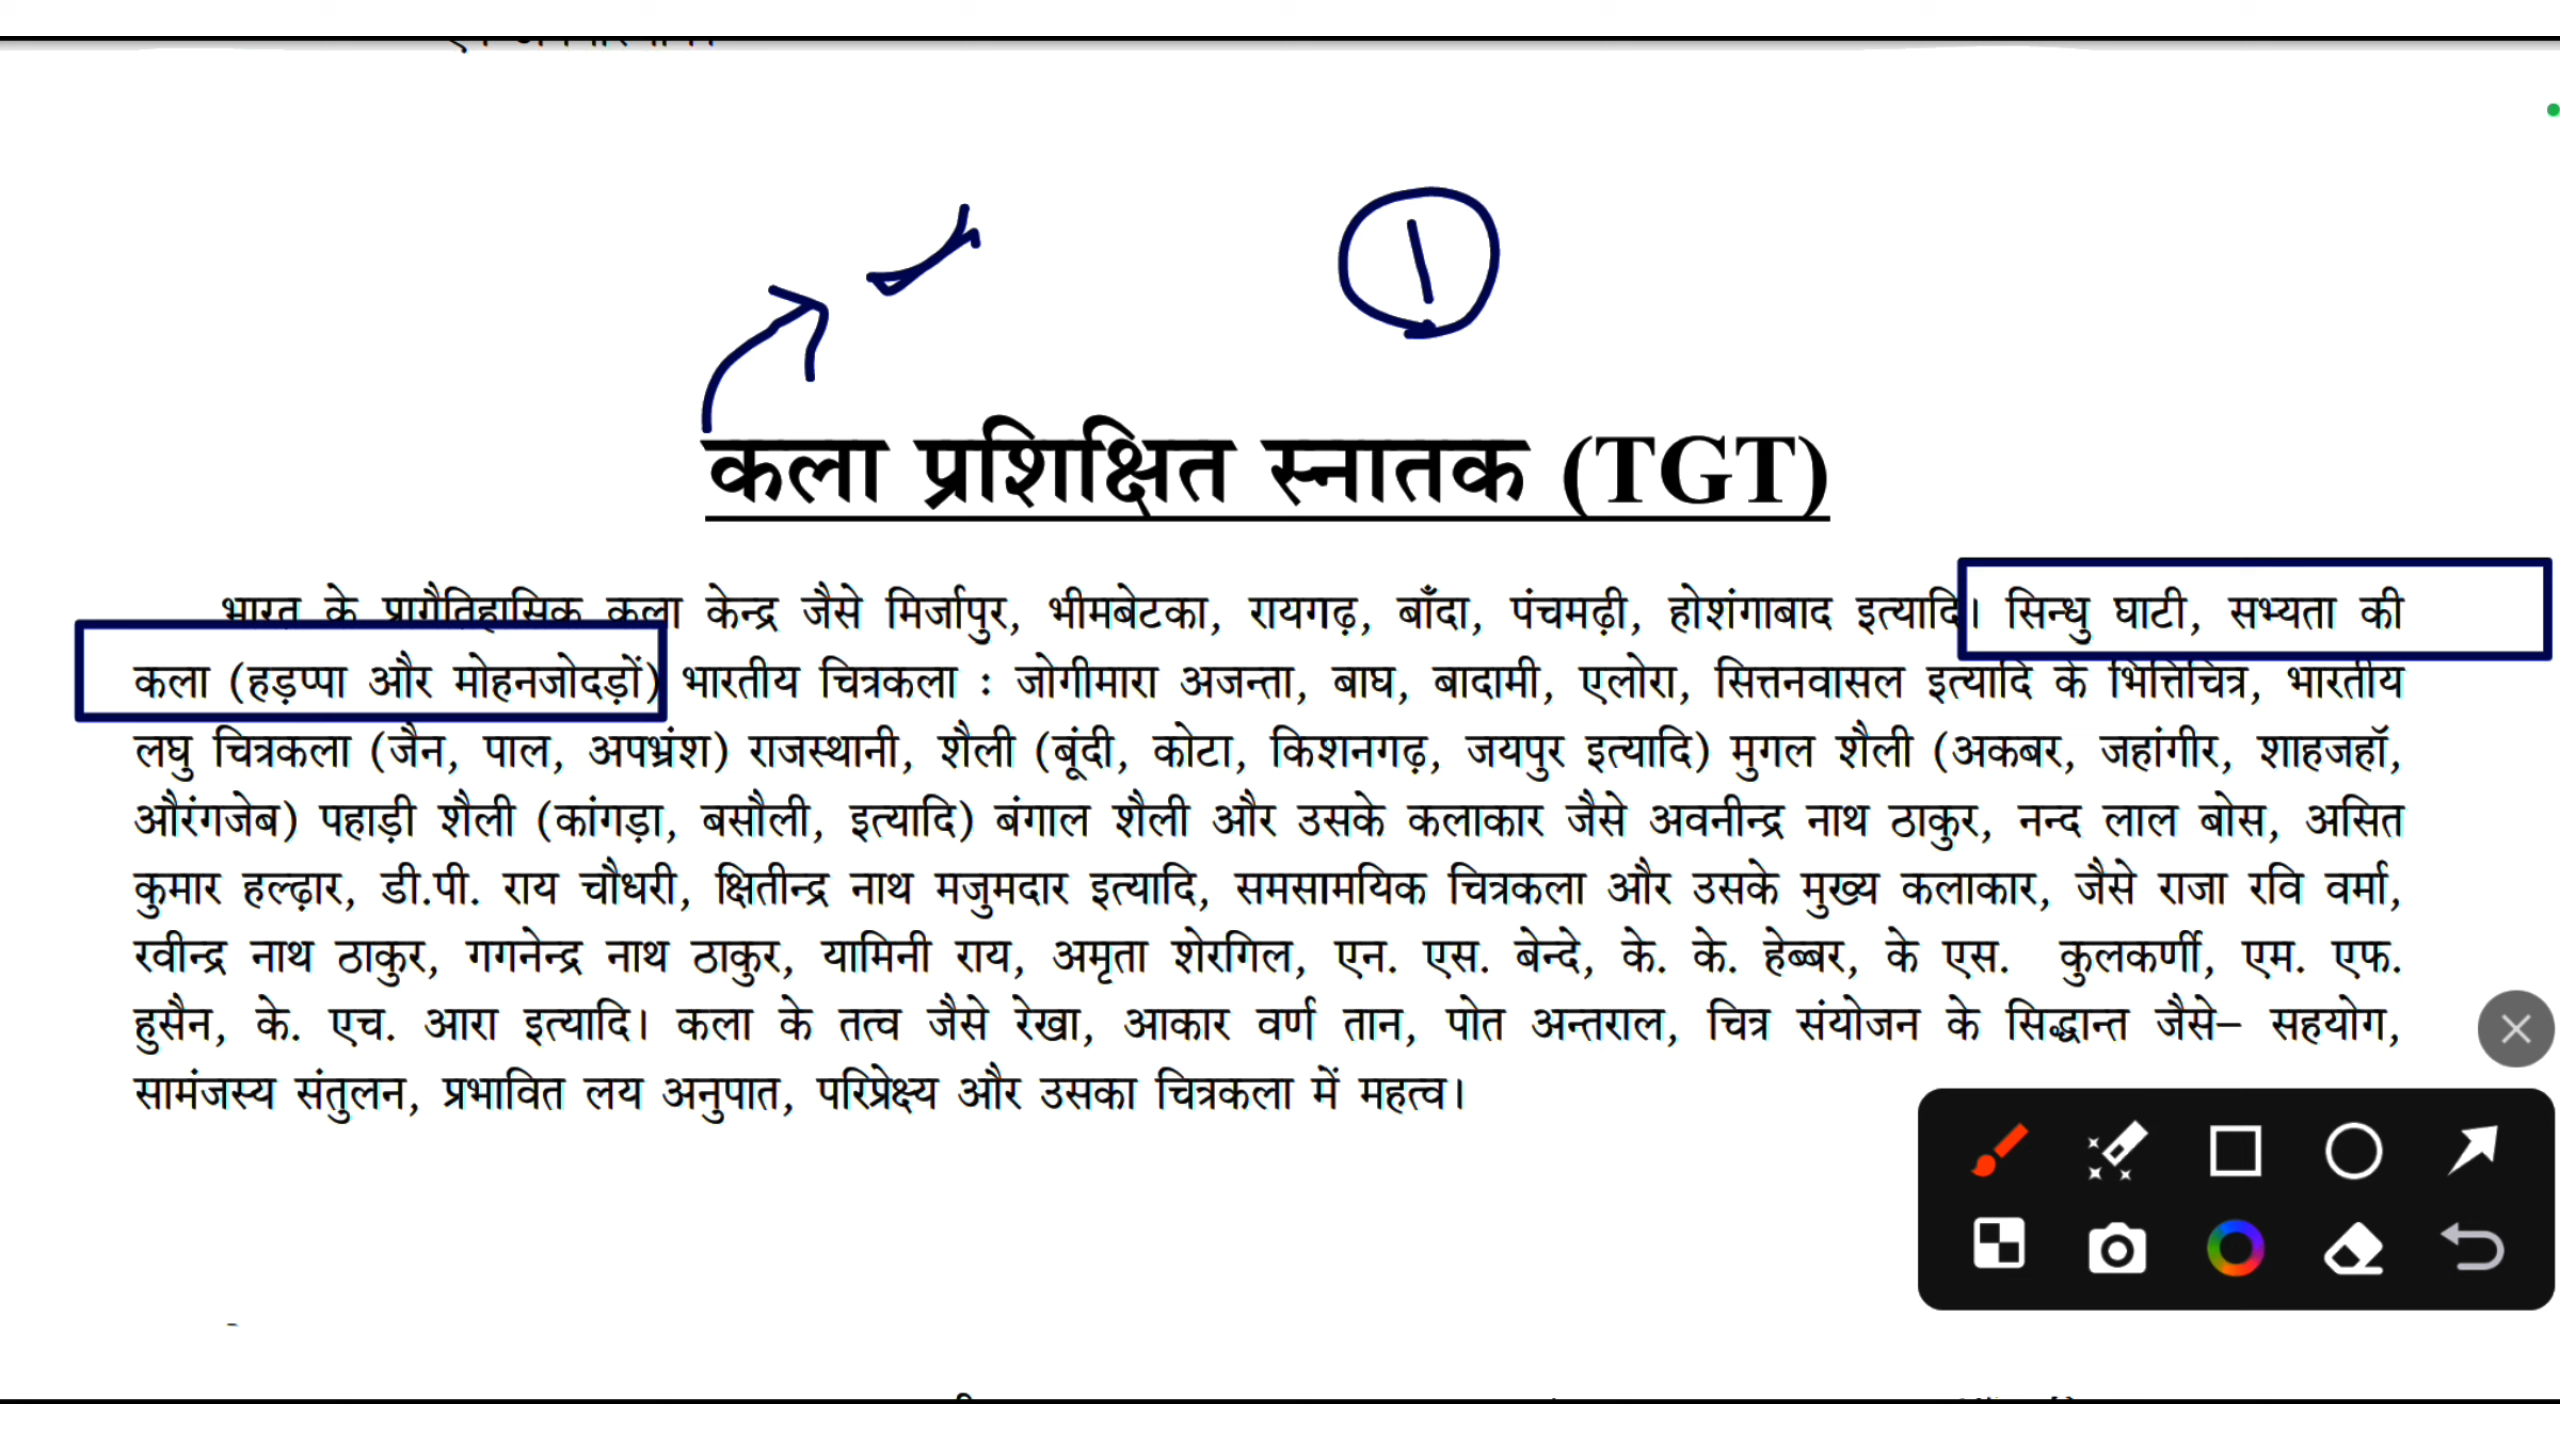 1
कला प्रशिक्षित स्नातक (TGT)
भारत के प्रागैतिहासिक कला केन्द्र जैसे मिर्जापुर, भीमबेटका, रायगढ़, बाँदा, पंचमढ़ी, होशंगाबाद इत्यादि। सिन्धु घाटी, सभ्यता की
कला (हड़प्पा और मोहनजोदड़ों) भारतीय चित्रकला : जोगीमारा अजन्ता, बाघ, बादामी, एलोरा, सित्तनवासल इत्यादि के भित्तिचित्र, भारतीय
लघु चित्रकला (जैन, पाल, अपभ्रंश) राजस्थानी, शैली (बूंदी, कोटा, किशनगढ़, जयपुर इत्यादि) मुगल शैली (अकबर, जहांगीर, शाहजहॉ,
औरंगजेब) पहाड़ी शैली (कांगड़ा, बसौली, इत्यादि) बंगाल शैली और उसके कलाकार जैसे अवनीन्द्र नाथ ठाकुर, नन्द लाल बोस, असित
कुमार हल्ढ़ार, डी.पी. राय चौधरी, क्षितीन्द्र नाथ मजुमदार इत्यादि, समसामयिक चित्रकला और उसके मुख्य कलाकार, जैसे राजा रवि वर्मा,
रवीन्द्र नाथ ठाकुर, गगनेन्द्र नाथ ठाकुर, यामिनी राय, अमृता शेरगिल, एन. एस. बेन्दे, के. के. हेब्बर, के एस. कुलकर्णी, एम. एफ.
हुसैन, के. एच. आरा इत्यादि। कला के तत्व जैसे रेखा, आकार वर्ण तान, पोत अन्तराल, चित्र संयोजन के सिद्धान्त जैसे– सहयोग,
सामंजस्य संतुलन, प्रभावित लय अनुपात, परिप्रेक्ष्य और उसका चित्रकला में महत्व।